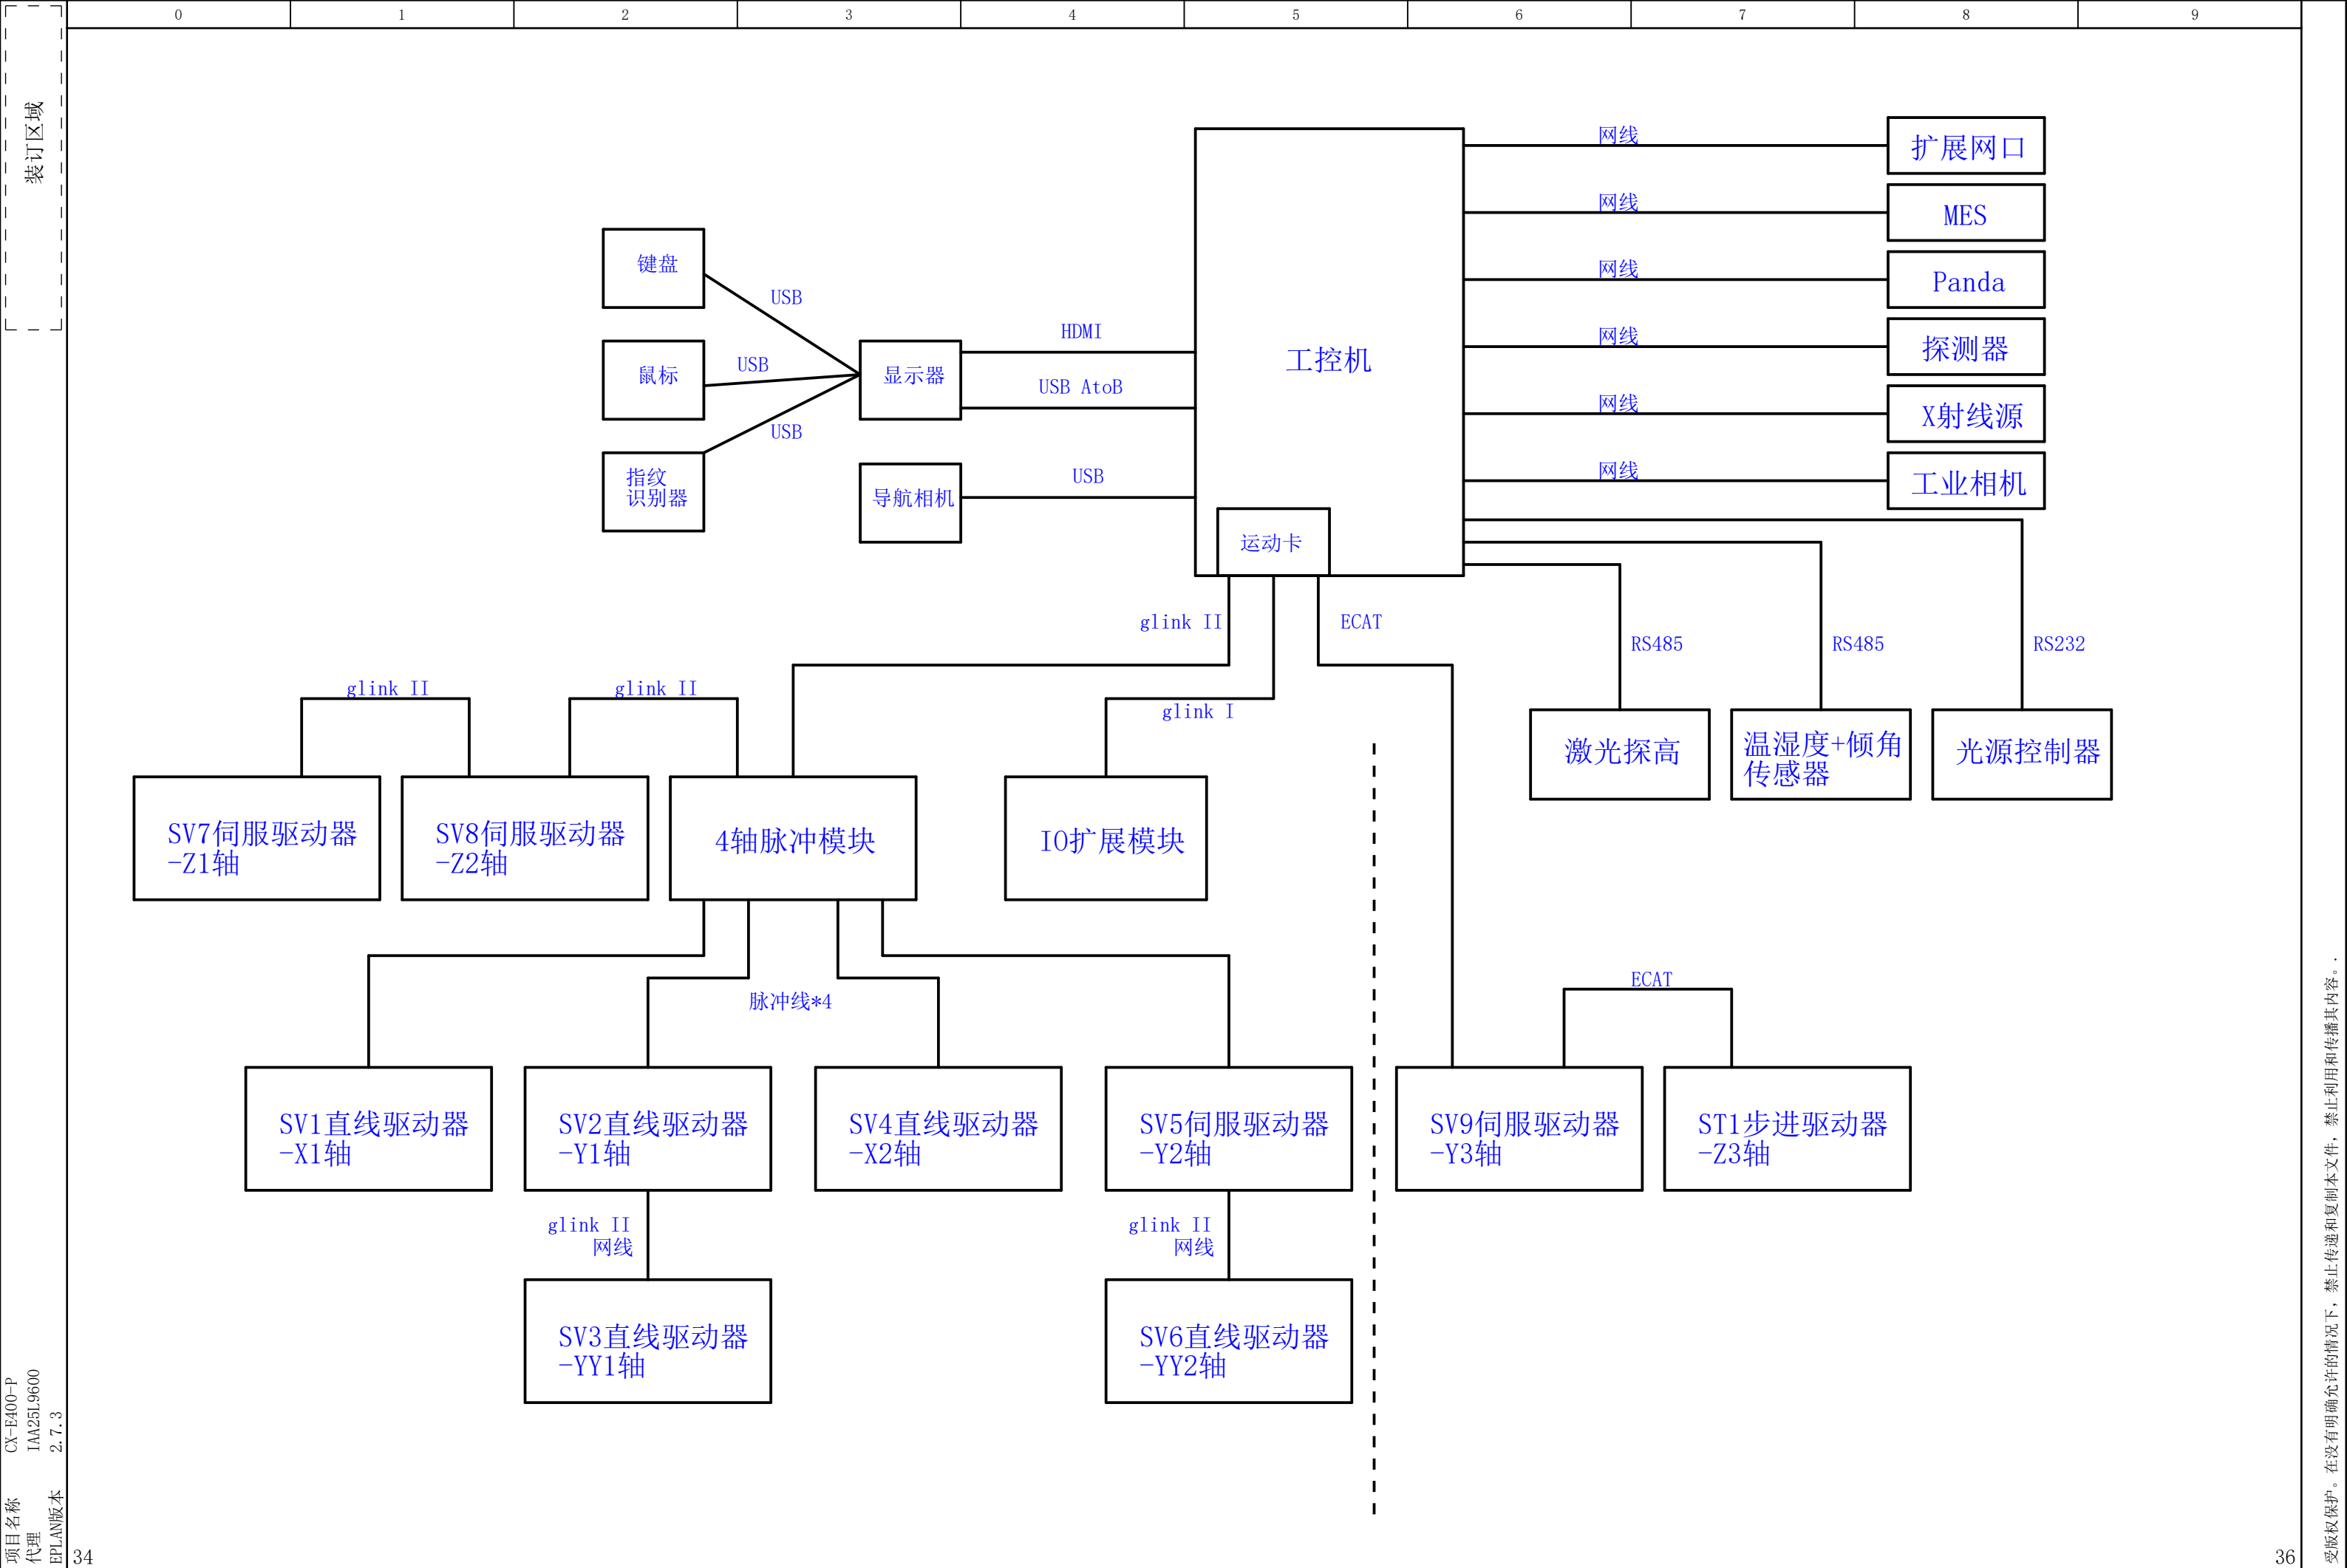 0 1 2 3 4 5 6 7 8 9
装订区域
网线
扩展网口
网线
MES
网线
Panda
网线
探测器
网线
X射线源
网线
工业相机
键盘
USB
鼠标
USB
指纹
识别器
USB
显示器
HDMI
USB AtoB
导航相机
USB
工控机
运动卡
glink II
ECAT
glink I
RS485
RS485
RS232
glink II
glink II
激光探高
温湿度+倾角
传感器
光源控制器
SV7伺服驱动器
-Z1轴
SV8伺服驱动器
-Z2轴
4轴脉冲模块
IO扩展模块
脉冲线*4
ECAT
SV1直线驱动器
-X1轴
SV2直线驱动器
-Y1轴
SV4直线驱动器
-X2轴
SV5伺服驱动器
-Y2轴
SV9伺服驱动器
-Y3轴
ST1步进驱动器
-Z3轴
glink II
网线
glink II
网线
SV3直线驱动器
-YY1轴
SV6直线驱动器
-YY2轴
项目名称 CX-E400-P
代理 IAA25L9600
EPLAN版本 2.7.3
34
36
受版权保护。在没有明确允许的情况下，禁止传递和复制本文件，禁止利用和传播其内容。.